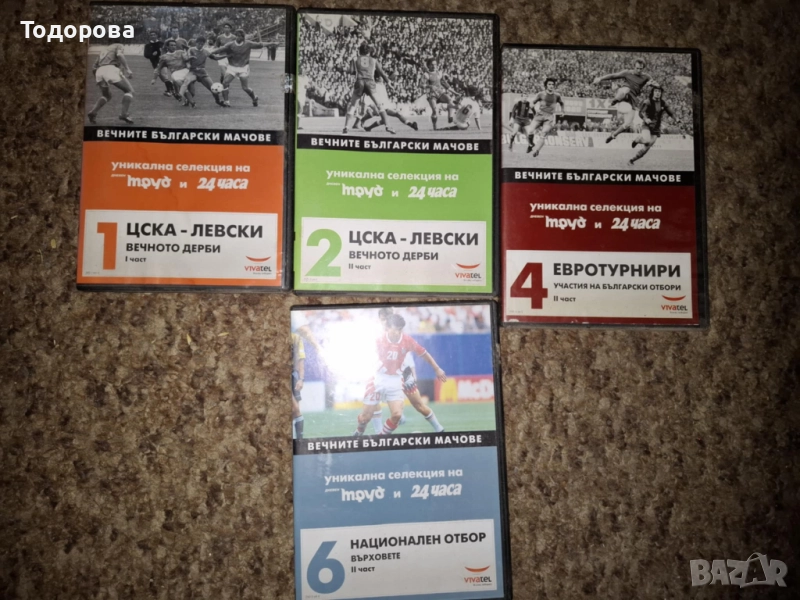 Тодорова
ВЕЧНИТЕ БЪЛГАРСКИ МАЧОВЕ
уникална селекция на
труд и 24 часа
1 ЦСКА - ЛЕВСКИ
ВЕЧНОТО ДЕРБИ
I част
vivatel
ВЕЧНИТЕ БЪЛГАРСКИ МАЧОВЕ
уникална селекция на
труд и 24 часа
2 ЦСКА - ЛЕВСКИ
ВЕЧНОТО ДЕРБИ
II част
vivatel
ВЕЧНИТЕ БЪЛГАРСКИ МАЧОВЕ
уникална селекция на
труд и 24 часа
4 ЕВРОТУРНИРИ
УЧАСТИЯ НА БЪЛГАРСКИ ОТБОРИ
II част
vivatel
20
ВЕЧНИТЕ БЪЛГАРСКИ МАЧОВЕ
уникална селекция на
труд и 24 часа
6 НАЦИОНАЛЕН ОТБОР
ВЪРХОВЕТЕ
II част
vivatel
BAZAR